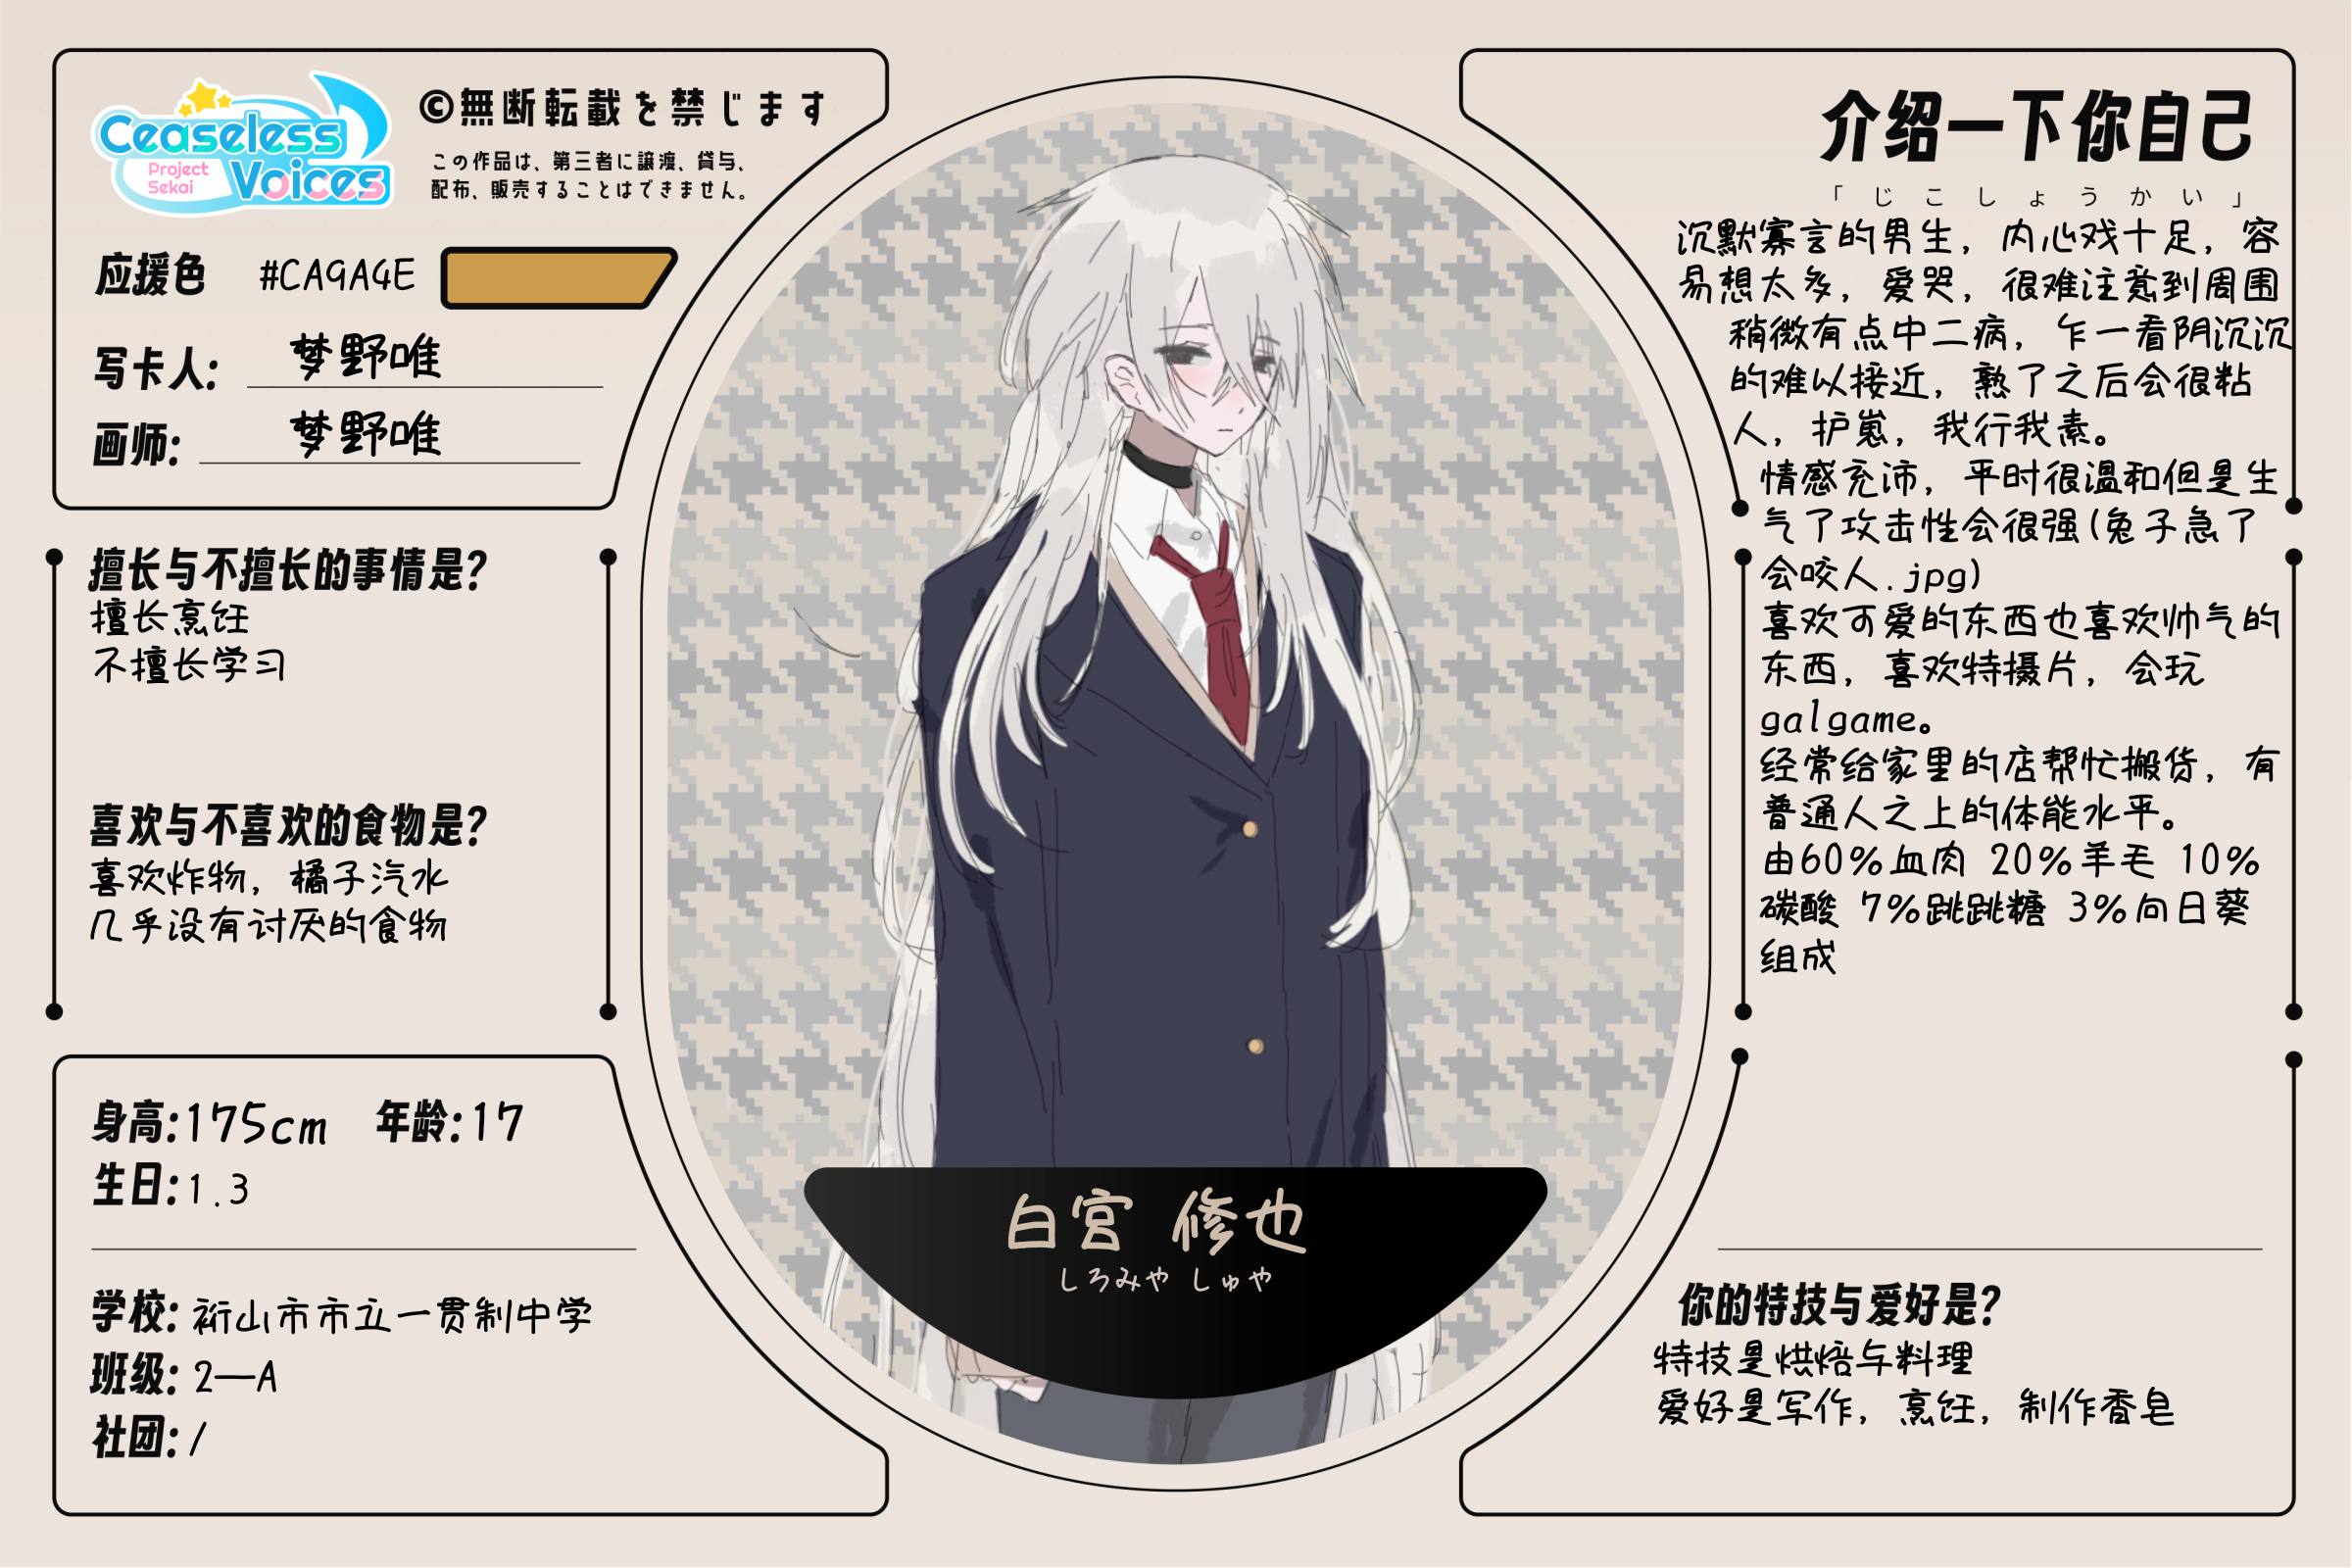 Ceaseless
Project
Sekai
Voices
©無断転載を禁じます
この作品は、第三者に譲渡、貸与、
配布、販売することはできません。
应援色 #CA9A4E
写卡人: 梦野唯
画师: 梦野唯
擅长与不擅长的事情是?
擅长烹饪
不擅长学习
喜欢与不喜欢的食物是?
喜欢炸物，橘子汽水
几乎没有讨厌的食物
身高:175cm 年龄:17
生日:1.3
学校: 裄山市市立一贯制中学
班级: 2—A
社团: /
白宫 修也
しろみや しゅや
介绍一下你自己
「じこしょうかい」
沉默寡言的男生，内心戏十足，容
易想太多，爱哭，很难注意到周围
稍微有点中二病，乍一看阴沉沉
的难以接近，熟了之后会很粘
人，护崽，我行我素。
情感充沛，平时很温和但是生
气了攻击性会很强(兔子急了
会咬人.jpg)
喜欢可爱的东西也喜欢帅气的
东西，喜欢特摄片，会玩
galgame。
经常给家里的店帮忙搬货，有
普通人之上的体能水平。
由60%血肉 20%羊毛 10%
碳酸 7%跳跳糖 3%向日葵
组成
你的特技与爱好是?
特技是烘焙与料理
爱好是写作，烹饪，制作香皂